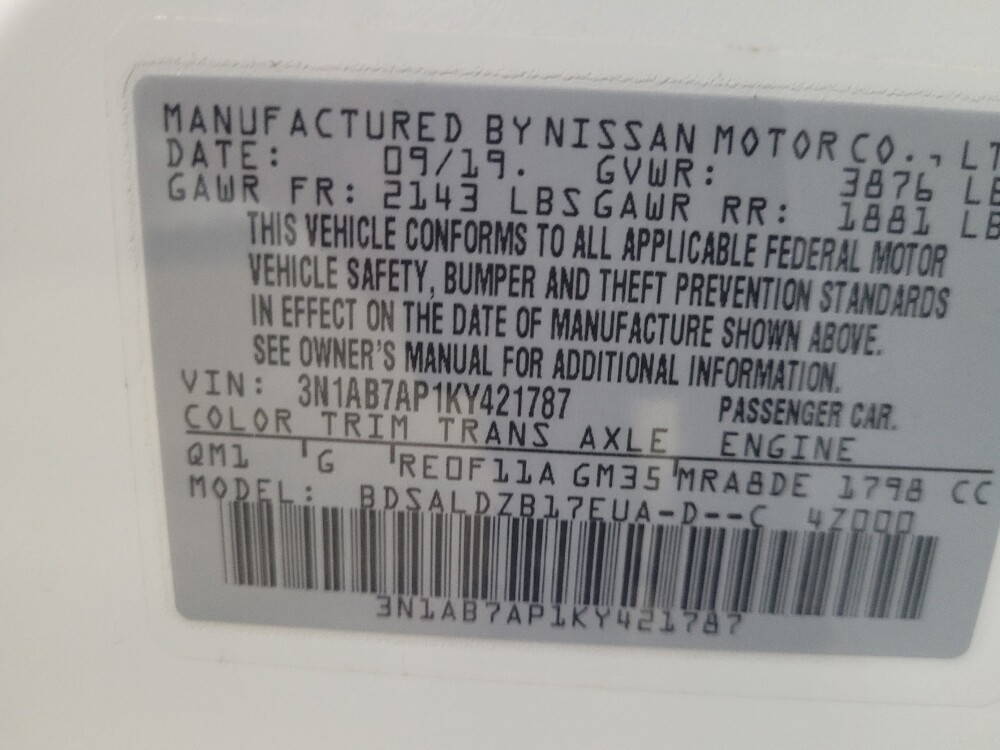 MANUFACTURED BY NISSAN MOTOR CO., LT
DATE: 09/19. GVWR: 3876 LB
GAWR FR: 2143 LBS GAWR RR: 1881 LB
THIS VEHICLE CONFORMS TO ALL APPLICABLE FEDERAL MOTOR
VEHICLE SAFETY, BUMPER AND THEFT PREVENTION STANDARDS
IN EFFECT ON THE DATE OF MANUFACTURE SHOWN ABOVE.
SEE OWNER'S MANUAL FOR ADDITIONAL INFORMATION.
VIN: 3N1AB7AP1KY421787 PASSENGER CAR.
COLOR TRIM TRANS AXLE ENGINE
QM1 G RE0F11A GM35 MRA8DE 1798 CC
MODEL: BDSALDZB17EUA-D--C 4Z000
3N1AB7AP1KY421787